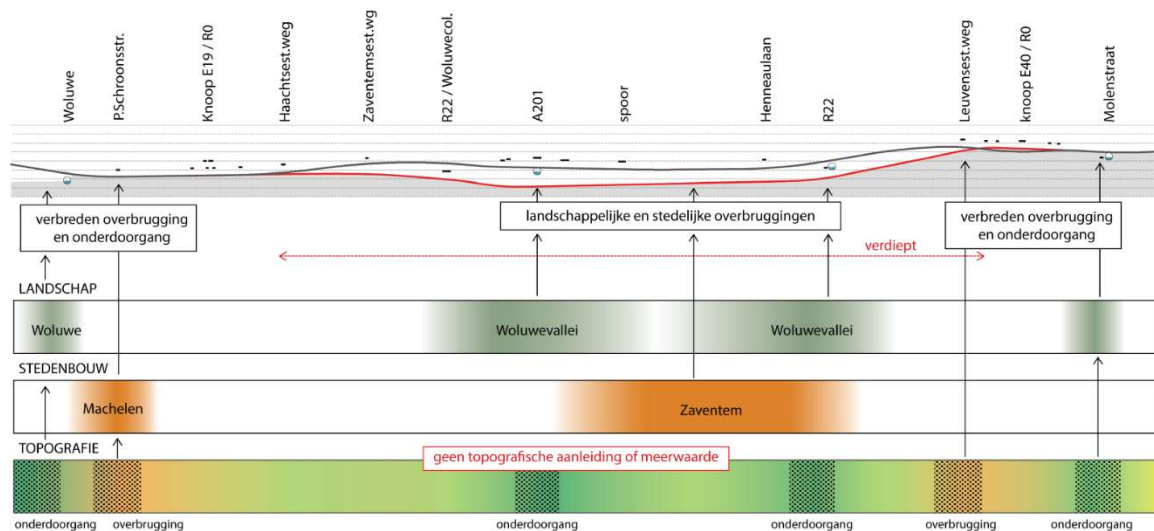 Woluwe
P.Schroonsstr.
Knoop E19 / R0
Haachtsest.weg
Zaventemsest.wg
R22 / Woluwecol.
A201
spoor
Henneaulaan
R22
Leuvensest.weg
knoop E40 / R0
Molenstraat
verbreden overbrugging
en onderdoorgang
landschappelijke en stedelijke overbruggingen
verbreden overbrugging
en onderdoorgang
verdiept
LANDSCHAP
Woluwe
Woluwevallei
Woluwevallei
STEDENBOUW
Machelen
Zaventem
TOPOGRAFIE
geen topografische aanleiding of meerwaarde
onderdoorgang
overbrugging
onderdoorgang
onderdoorgang
overbrugging
onderdoorgang